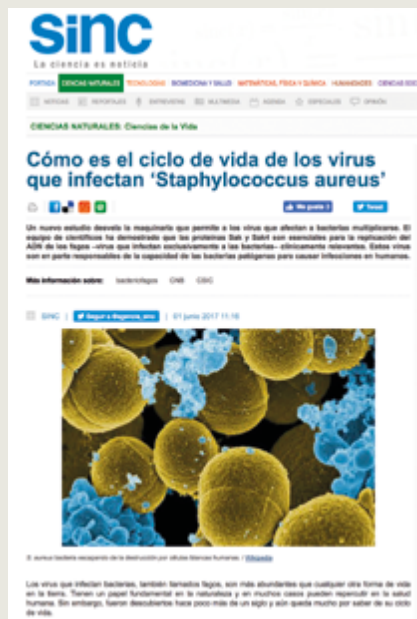 sinc
La ciencia es noticia
PORTADA CIENCIAS NATURALES TECNOLOGÍAS BIOMEDICINA Y SALUD MATEMÁTICAS, FÍSICA Y QUÍMICA HUMANIDADES CIENCIAS SOC
NOTICIAS REPORTAJES ENTREVISTAS MULTIMEDIA AGENDA ESPECIALES OPINIÓN
CIENCIAS NATURALES: Ciencias de la Vida
Cómo es el ciclo de vida de los virus
que infectan ‘Staphylococcus aureus’
Me gusta Tweet
Un nuevo estudio desvela la maquinaria que permite a los virus que afectan a bacterias multiplicarse. El
equipo de científicos ha demostrado que las proteínas Sak y Sak4 son esenciales para la replicación del
ADN de los fagos –virus que infectan exclusivamente a las bacterias– clínicamente relevantes. Estos virus
son en parte responsables de la capacidad de las bacterias patógenas para causar infecciones en humanos.
Más información sobre: bacteriófagos CNB CSIC
SINC | Seguir a @agencia_sinc | 01 junio 2017 11:16
S. aureus bacteria escapando de la destrucción por células blancas humanas / Wikipedia
Los virus que infectan bacterias, también llamados fagos, son más abundantes que cualquier otra forma de vida
en la tierra. Tienen un papel fundamental en la naturaleza y en muchos casos pueden repercutir en la salud
humana. Sin embargo, fueron descubiertos hace poco más de un siglo y aún queda mucho por saber de su ciclo
de vida.